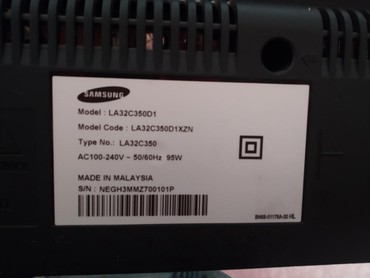 SAMSUNG
Model : LA32C350D1
Model Code : LA32C350D1XZN
Type No.: LA32C350
AC100-240V ~ 50/60Hz 95W
MADE IN MALAYSIA
S/N : NEGH3MMZ700101P